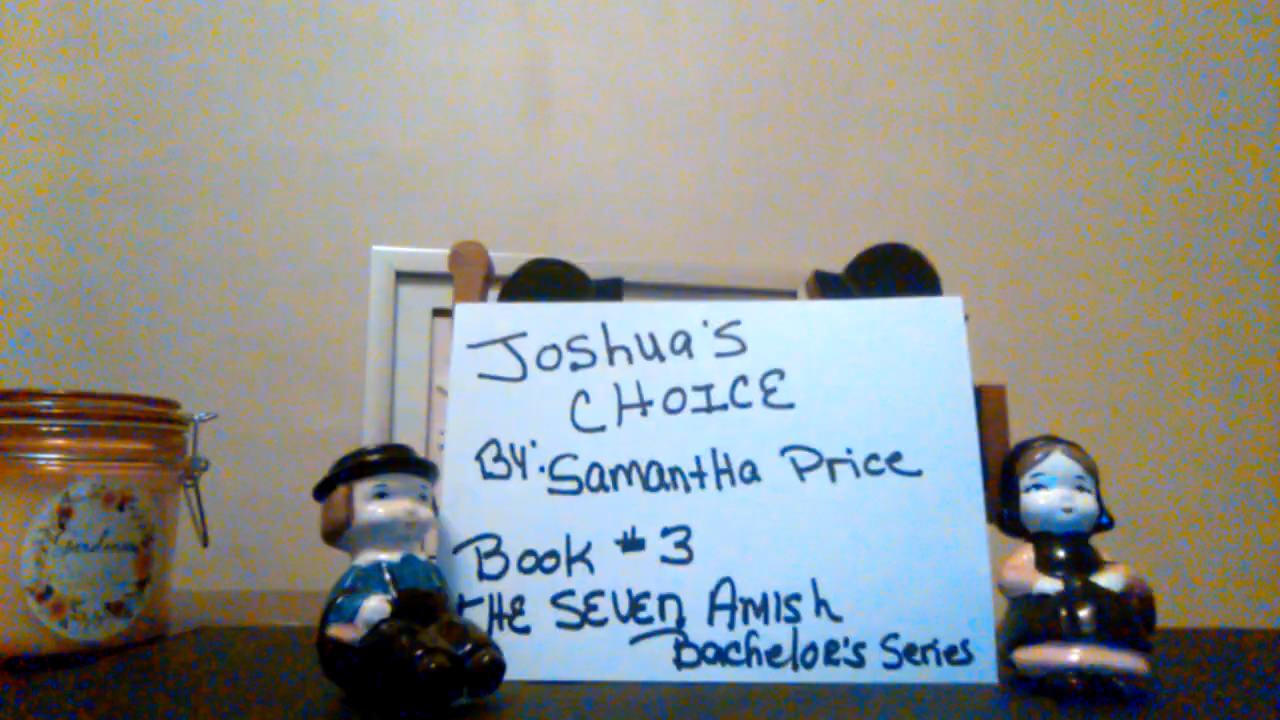 Joshua's
CHOICE
BY: Samantha Price
Book #3
THE SEVEN AMISH
Bachelor's Series